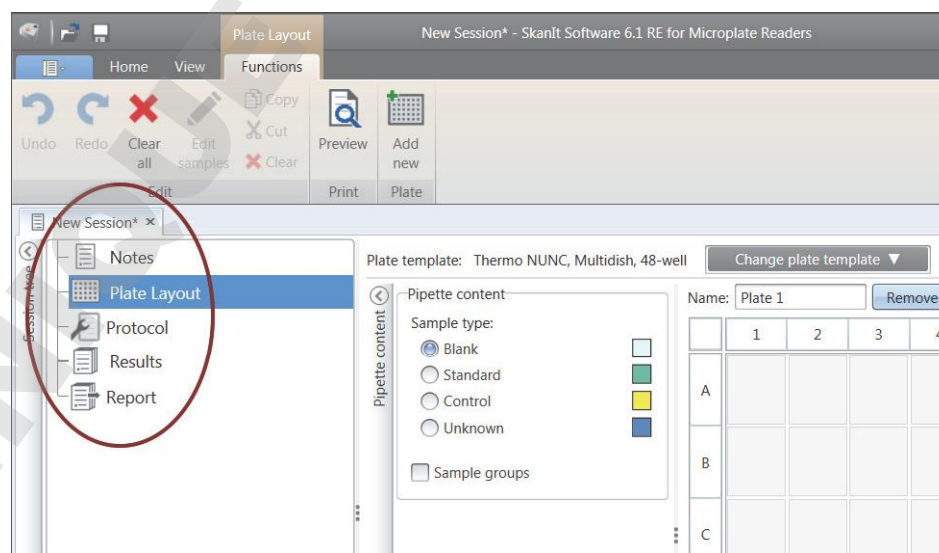 Plate Layout
New Session* - SkanIt Software 6.1 RE for Microplate Readers
Home View Functions
Undo Redo Clear all Edit samples Copy Cut Clear Preview Add new
Edit Print Plate
New Session* ×
Session tree
Notes
Plate Layout
Protocol
Results
Report
Plate template: Thermo NUNC, Multidish, 48-well Change plate template ▼
Pipette content
Pipette content
Sample type:
Blank
Standard
Control
Unknown
Sample groups
Name: Plate 1 Remove
1 2 3 4
A
B
C